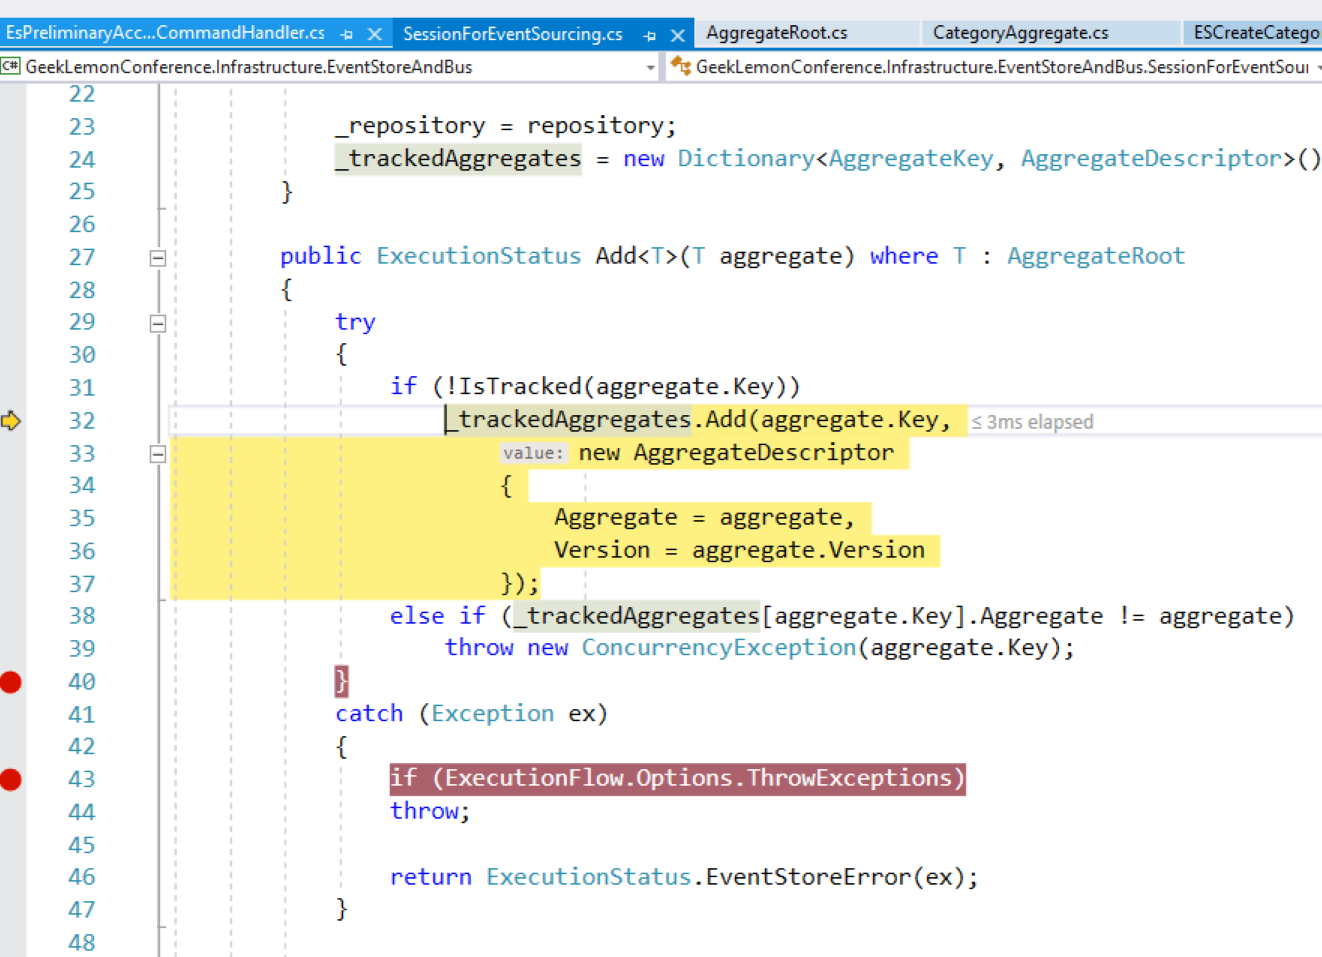 EsPreliminaryAcc...CommandHandler.cs SessionForEventSourcing.cs AggregateRoot.cs CategoryAggregate.cs ESCreateCatego
C# GeekLemonConference.Infrastructure.EventStoreAndBus GeekLemonConference.Infrastructure.EventStoreAndBus.SessionForEventSour
22
23 _repository = repository;
24 _trackedAggregates = new Dictionary<AggregateKey, AggregateDescriptor>()
25 }
26
27 public ExecutionStatus Add<T>(T aggregate) where T : AggregateRoot
28 {
29 try
30 {
31 if (!IsTracked(aggregate.Key))
32 _trackedAggregates.Add(aggregate.Key, ≤ 3ms elapsed
33 value: new AggregateDescriptor
34 {
35 Aggregate = aggregate,
36 Version = aggregate.Version
37 });
38 else if (_trackedAggregates[aggregate.Key].Aggregate != aggregate)
39 throw new ConcurrencyException(aggregate.Key);
40 }
41 catch (Exception ex)
42 {
43 if (ExecutionFlow.Options.ThrowExceptions)
44 throw;
45
46 return ExecutionStatus.EventStoreError(ex);
47 }
48